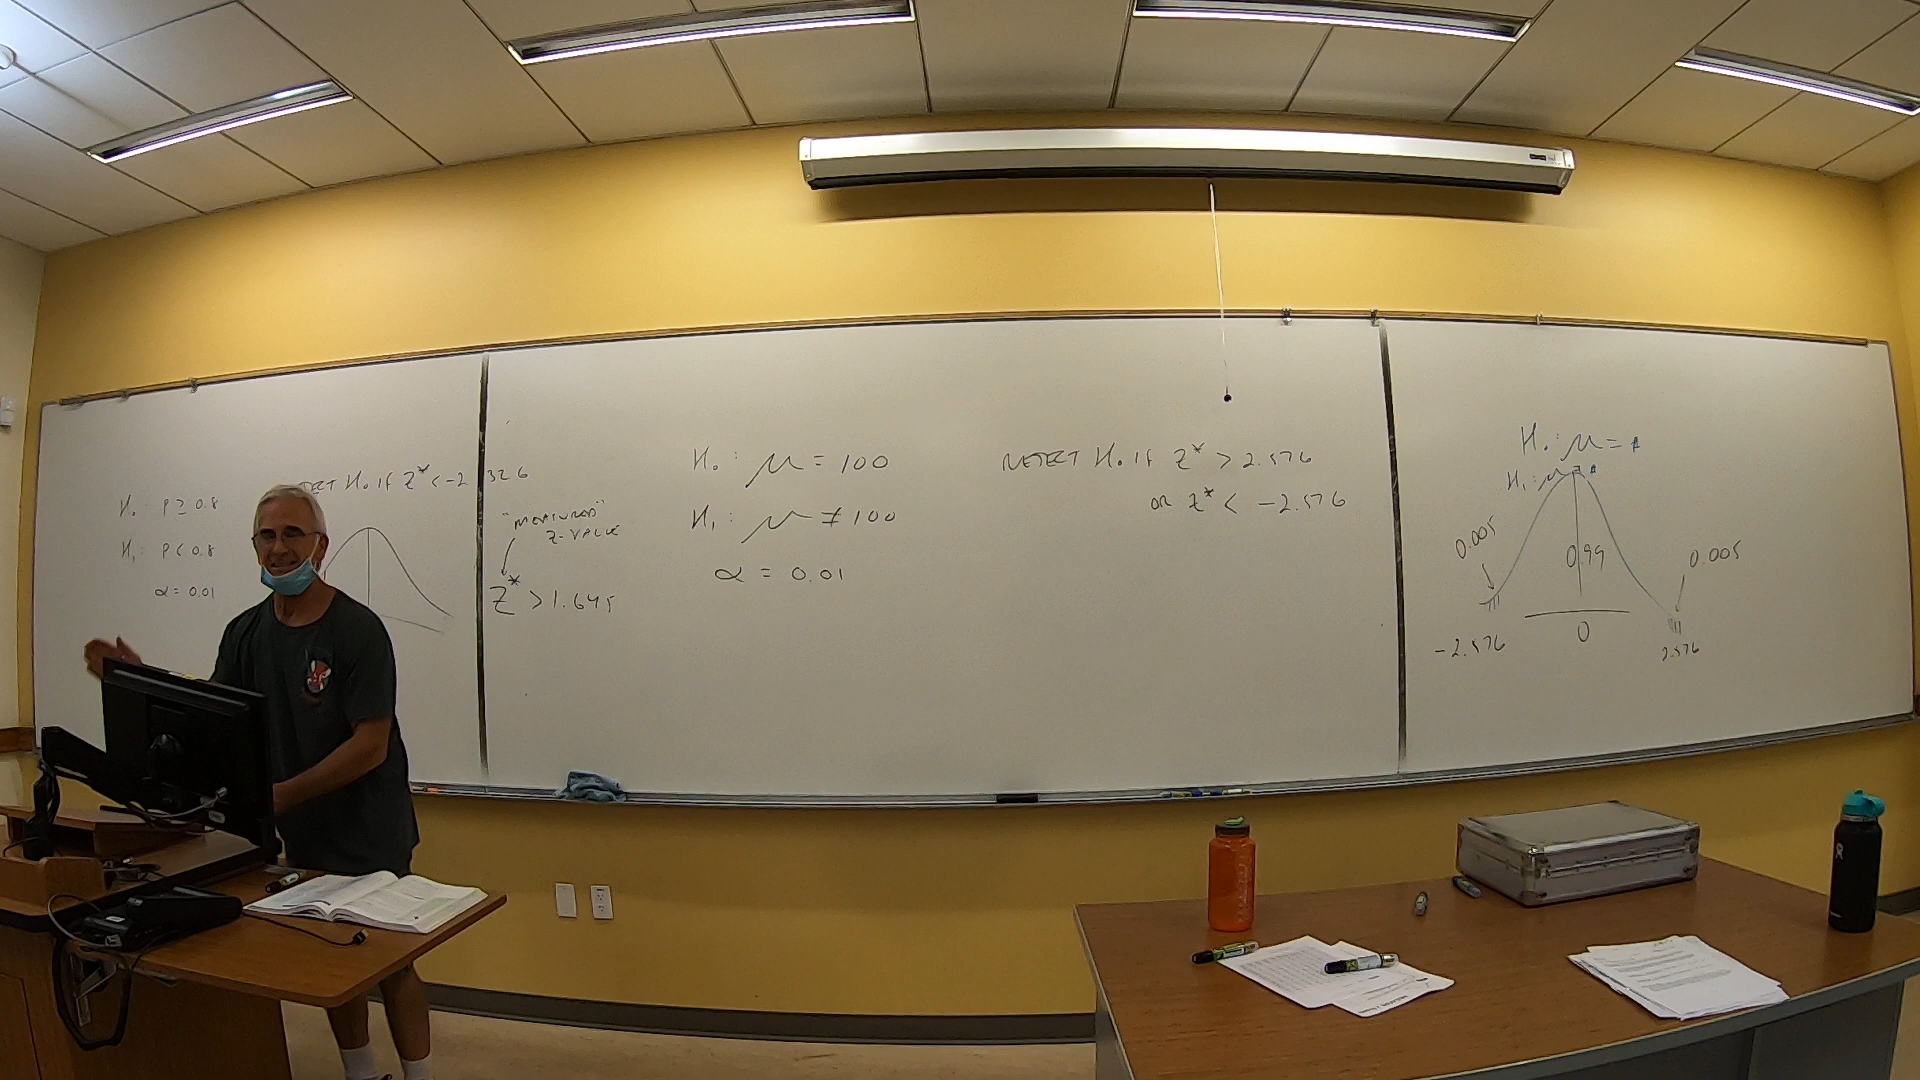 H₀: P ≥ 0.8
H₁: P < 0.8
α = 0.01
JECT H₀ IF Z* < -2.326
"MEASURED"
Z-VALUE
Z* > 1.645
H₀: μ = 100
H₁: μ ≠ 100
α = 0.01
REJECT H₀ IF Z* > 2.576
OR Z* < -2.576
H₀: μ = A
H₁: μ ≠ A
0.005
0.99
0.005
-2.576
0
2.576